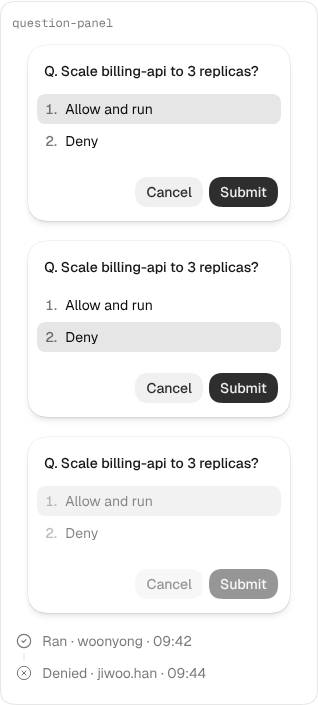 question-panel
Q. Scale billing-api to 3 replicas?
1. Allow and run
2. Deny
Cancel Submit
Q. Scale billing-api to 3 replicas?
1. Allow and run
2. Deny
Cancel Submit
Q. Scale billing-api to 3 replicas?
1. Allow and run
2. Deny
Cancel Submit
Ran · woonyong · 09:42
Denied · jiwoo.han · 09:44